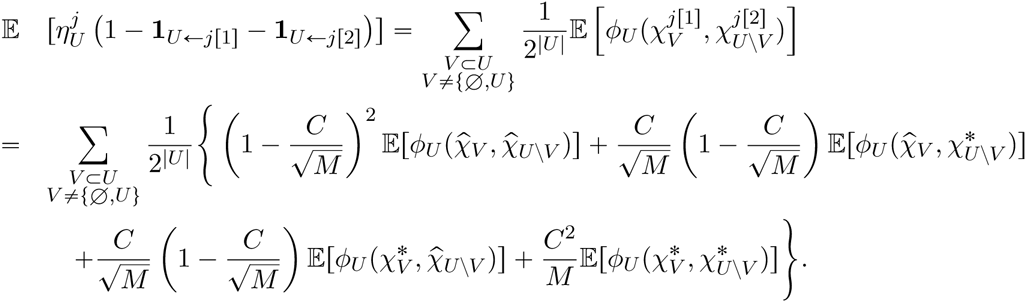 𝔼 [η_U^j (1 − 𝟏_{U←j[1]} − 𝟏_{U←j[2]})] = ∑_{V⊂U, V≠{∅,U}} 1/2^{|U|} 𝔼[ϕ_U(χ_V^{j[1]}, χ_{U\V}^{j[2]})]
= ∑_{V⊂U, V≠{∅,U}} 1/2^{|U|} { (1 − C/√M)^2 𝔼[ϕ_U(χ̂_V, χ̂_{U\V})] + C/√M (1 − C/√M) 𝔼[ϕ_U(χ̂_V, χ*_{U\V})]
+ C/√M (1 − C/√M) 𝔼[ϕ_U(χ*_V, χ̂_{U\V})] + C^2/M 𝔼[ϕ_U(χ*_V, χ*_{U\V})] }.